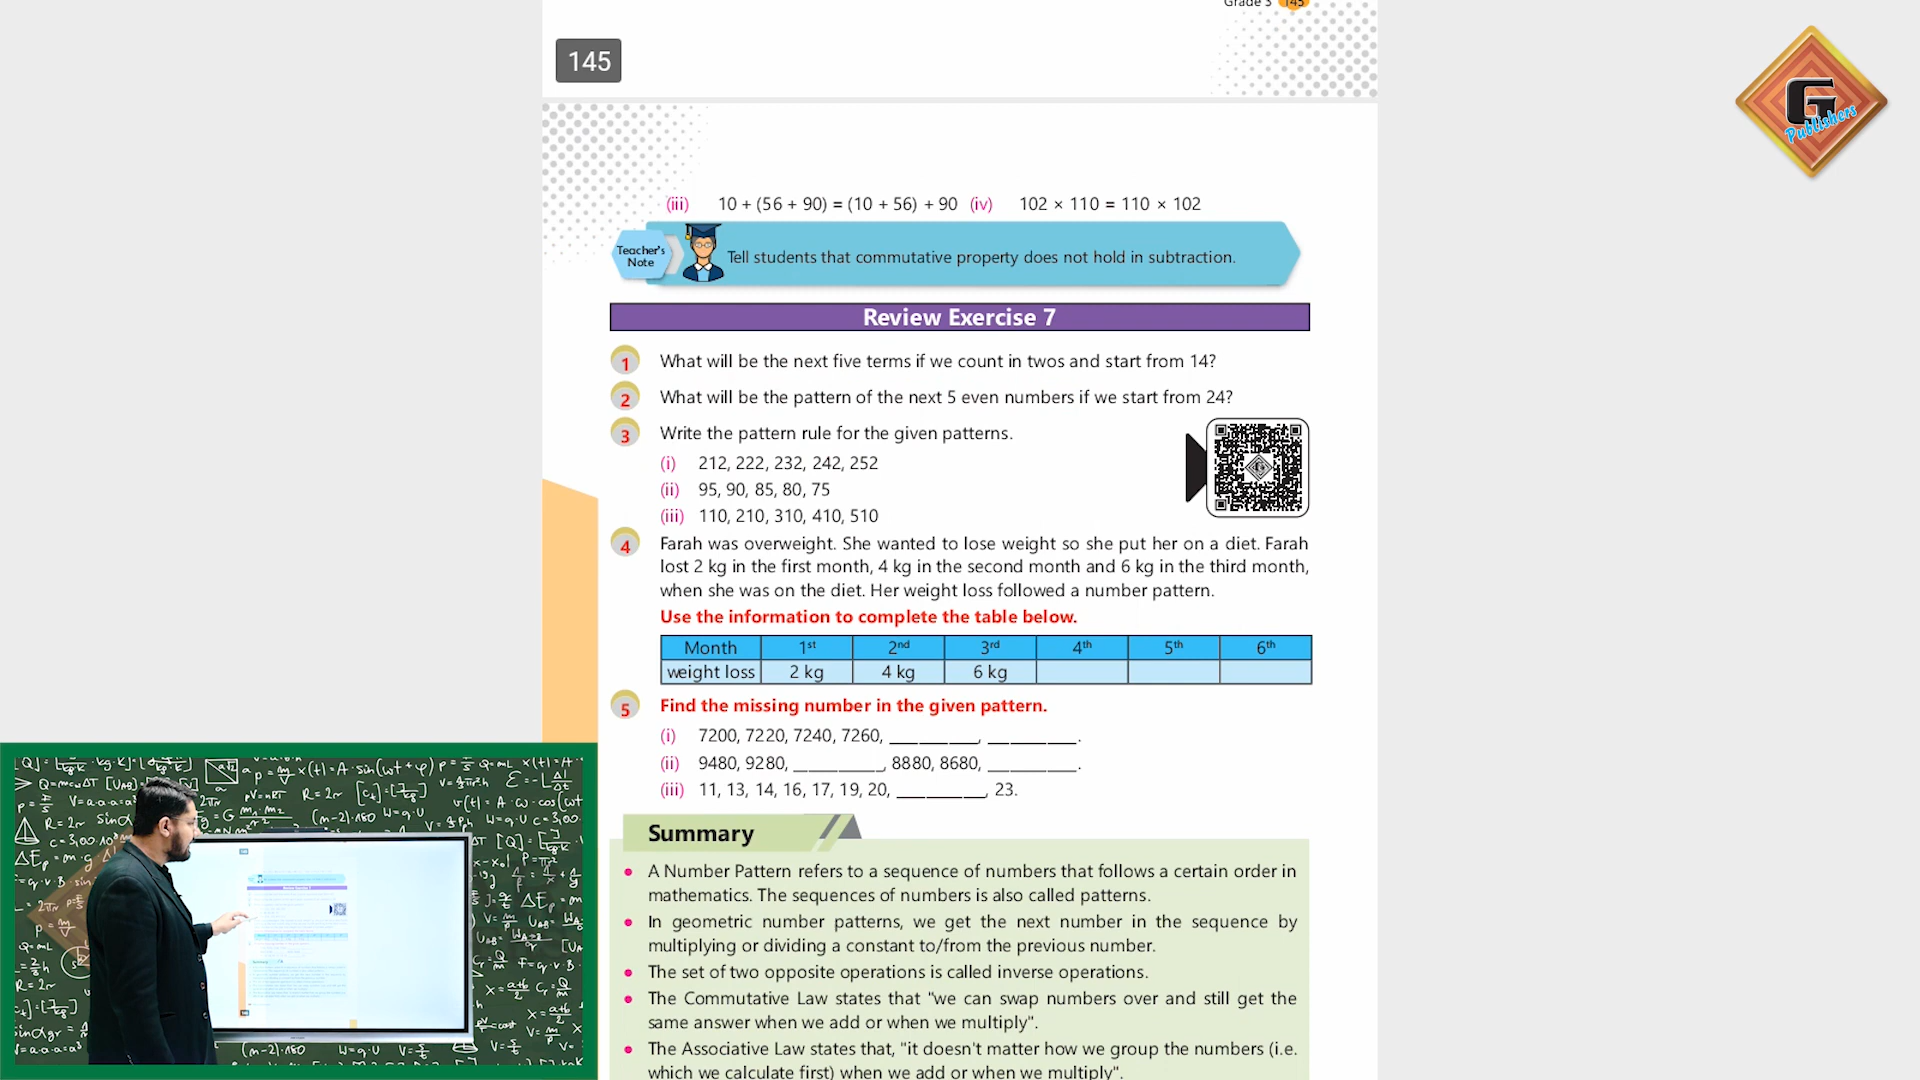 Grade 3 145
145
G
Publishers
(iii) 10 + (56 + 90) = (10 + 56) + 90 (iv) 102 × 110 = 110 × 102
Teacher's
Note
Tell students that commutative property does not hold in subtraction.
Review Exercise 7
1 What will be the next five terms if we count in twos and start from 14?
2 What will be the pattern of the next 5 even numbers if we start from 24?
3 Write the pattern rule for the given patterns.
(i) 212, 222, 232, 242, 252
(ii) 95, 90, 85, 80, 75
(iii) 110, 210, 310, 410, 510
4 Farah was overweight. She wanted to lose weight so she put her on a diet. Farah
lost 2 kg in the first month, 4 kg in the second month and 6 kg in the third month,
when she was on the diet. Her weight loss followed a number pattern.
Use the information to complete the table below.
Month 1st 2nd 3rd 4th 5th 6th
weight loss 2 kg 4 kg 6 kg
5 Find the missing number in the given pattern.
(i) 7200, 7220, 7240, 7260, __________, __________.
(ii) 9480, 9280, __________, 8880, 8680, __________.
(iii) 11, 13, 14, 16, 17, 19, 20, __________, 23.
Summary
• A Number Pattern refers to a sequence of numbers that follows a certain order in
mathematics. The sequences of numbers is also called patterns.
• In geometric number patterns, we get the next number in the sequence by
multiplying or dividing a constant to/from the previous number.
• The set of two opposite operations is called inverse operations.
• The Commutative Law states that "we can swap numbers over and still get the
same answer when we add or when we multiply".
• The Associative Law states that, "it doesn't matter how we group the numbers (i.e.
which we calculate first) when we add or when we multiply".